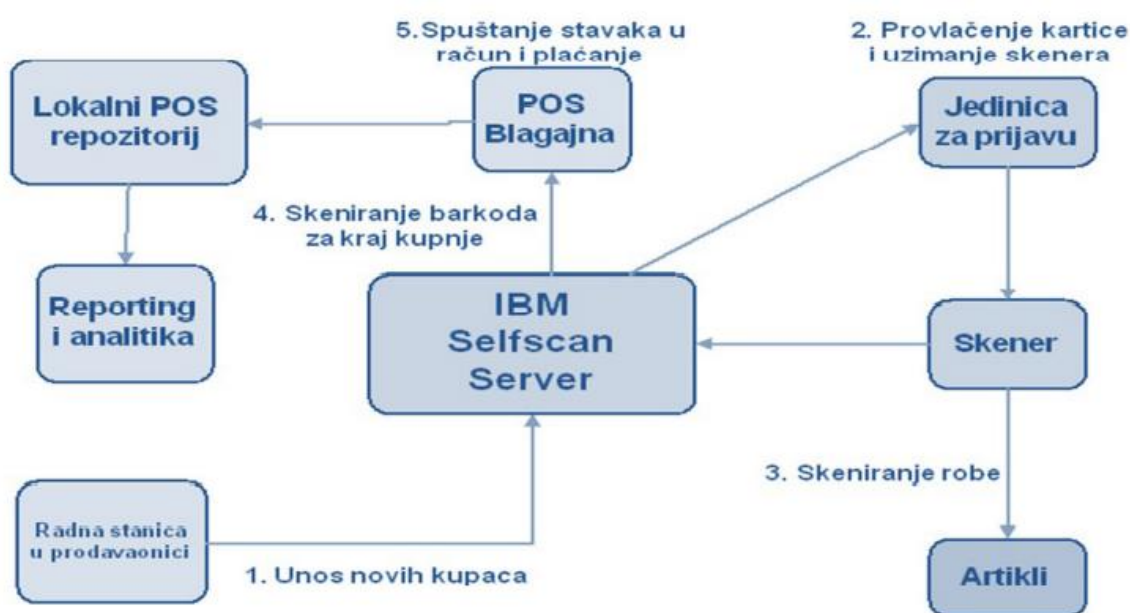 5. Spuštanje stavaka u
račun i plaćanje
2. Provlačenje kartice
i uzimanje skenera
Lokalni POS
repozitorij
POS
Blagajna
Jedinica
za prijavu
4. Skeniranje barkoda
za kraj kupnje
Reporting
i analitika
IBM
Selfscan
Server
Skener
3. Skeniranje robe
Radna stanica
u prodavaonici
1. Unos novih kupaca
Artikli